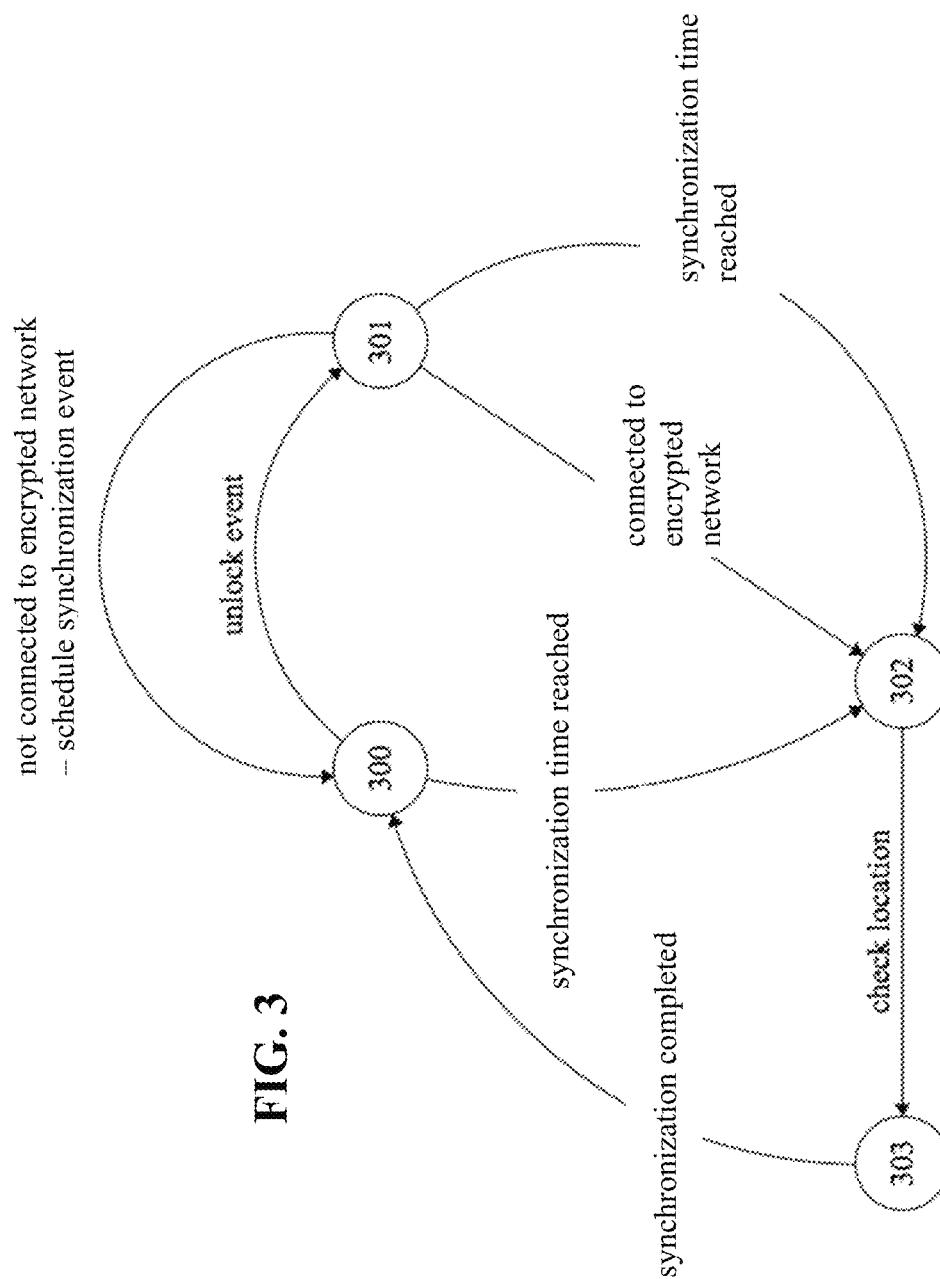 FIG. 3
not connected to encrypted network
– schedule synchronization event
unlock event
300
301
synchronization completed
synchronization time reached
connected to
encrypted
network
synchronization time
reached
303
check location
302